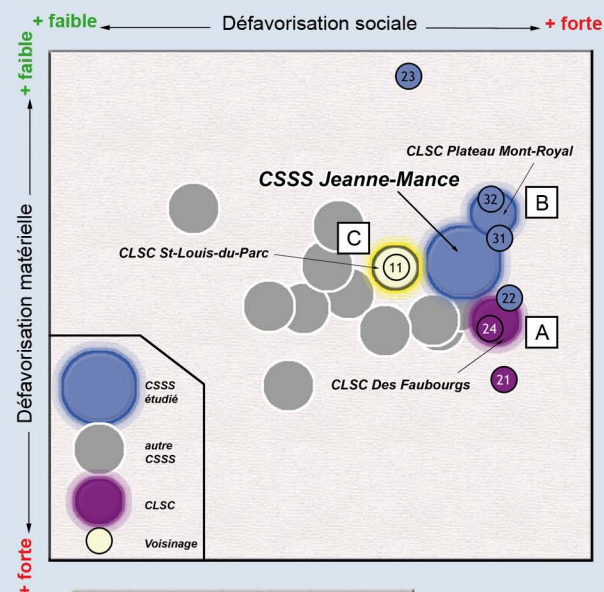 + faible
Défavorisation sociale
+ forte
+ faible
Défavorisation matérielle
+ forte
23
CLSC Plateau Mont-Royal
CSSS Jeanne-Mance
32
B
31
C
CLSC St-Louis-du-Parc
11
22
24
A
CLSC Des Faubourgs
21
CSSS
étudié
autre
CSSS
CLSC
Voisinage